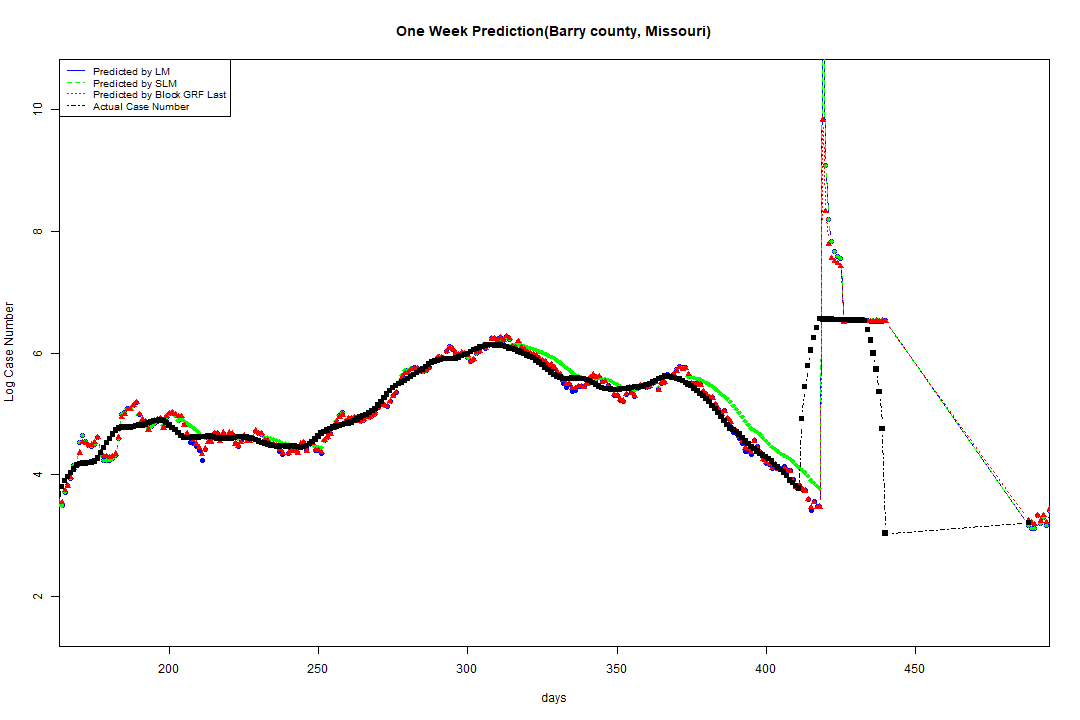 One Week Prediction(Barry county, Missouri)
Predicted by LM
Predicted by SLM
Predicted by Block GRF Last
Actual Case Number
Log Case Number
10
8
6
4
2
200
250
300
350
400
450
days